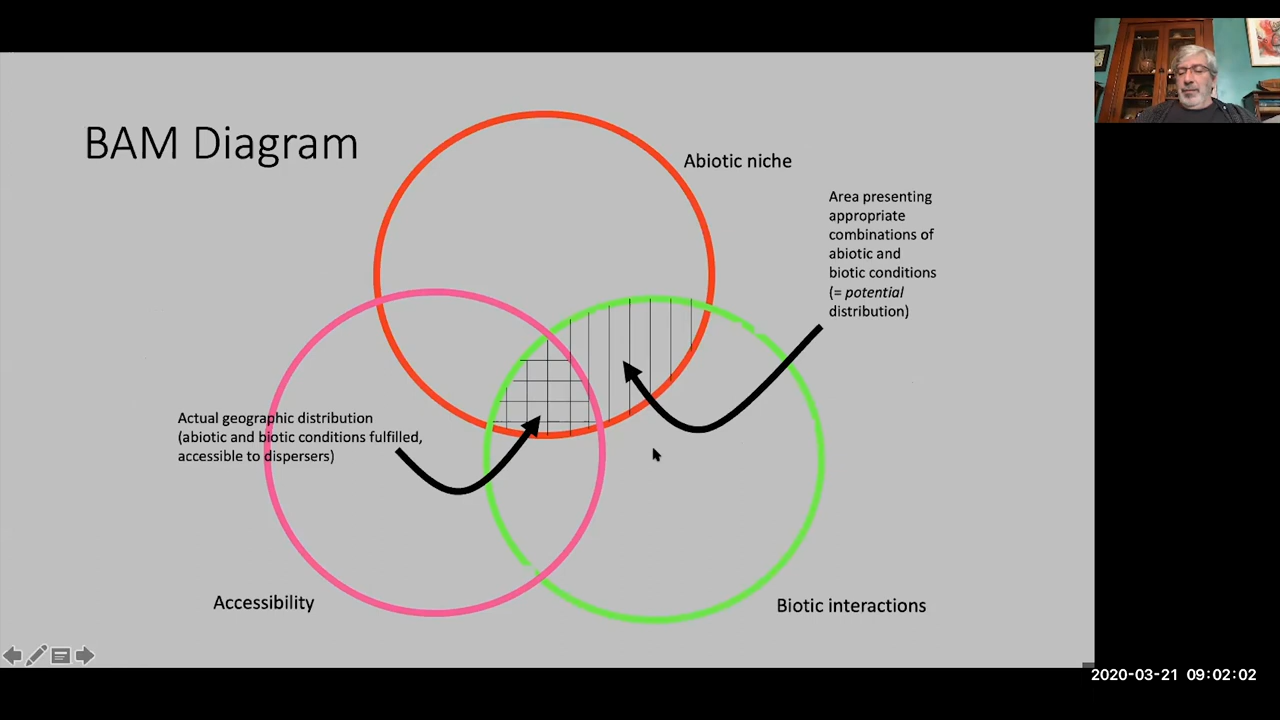 BAM Diagram
Abiotic niche
Area presenting
appropriate
combinations of
abiotic and
biotic conditions
(= potential
distribution)
Actual geographic distribution
(abiotic and biotic conditions fulfilled,
accessible to dispersers)
Accessibility
Biotic interactions
2020-03-21 09:02:02